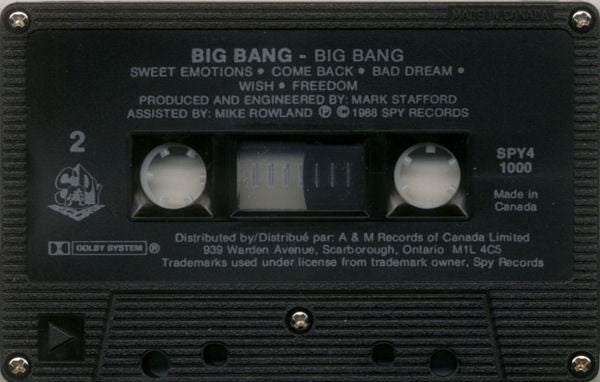 MADE IN CANADA
BIG BANG - BIG BANG
SWEET EMOTIONS • COME BACK • BAD DREAM •
WISH • FREEDOM
PRODUCED AND ENGINEERED BY: MARK STAFFORD
ASSISTED BY: MIKE ROWLAND ℗ © 1988 SPY RECORDS
2
SPY4
1000
SPY
Made in
Canada
DOLBY SYSTEM ®
Distributed by/Distribué par: A & M Records of Canada Limited
939 Warden Avenue, Scarborough, Ontario M1L 4C5
Trademarks used under license from trademark owner, Spy Records